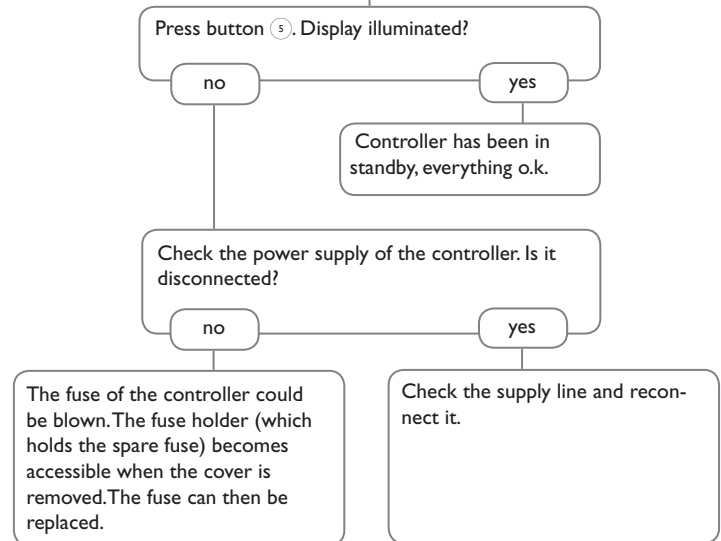 Press button ⑤. Display illuminated?
no
yes
Controller has been in
standby, everything o.k.
Check the power supply of the controller. Is it
disconnected?
no
yes
The fuse of the controller could
be blown. The fuse holder (which
holds the spare fuse) becomes
accessible when the cover is
removed. The fuse can then be
replaced.
Check the supply line and recon-
nect it.